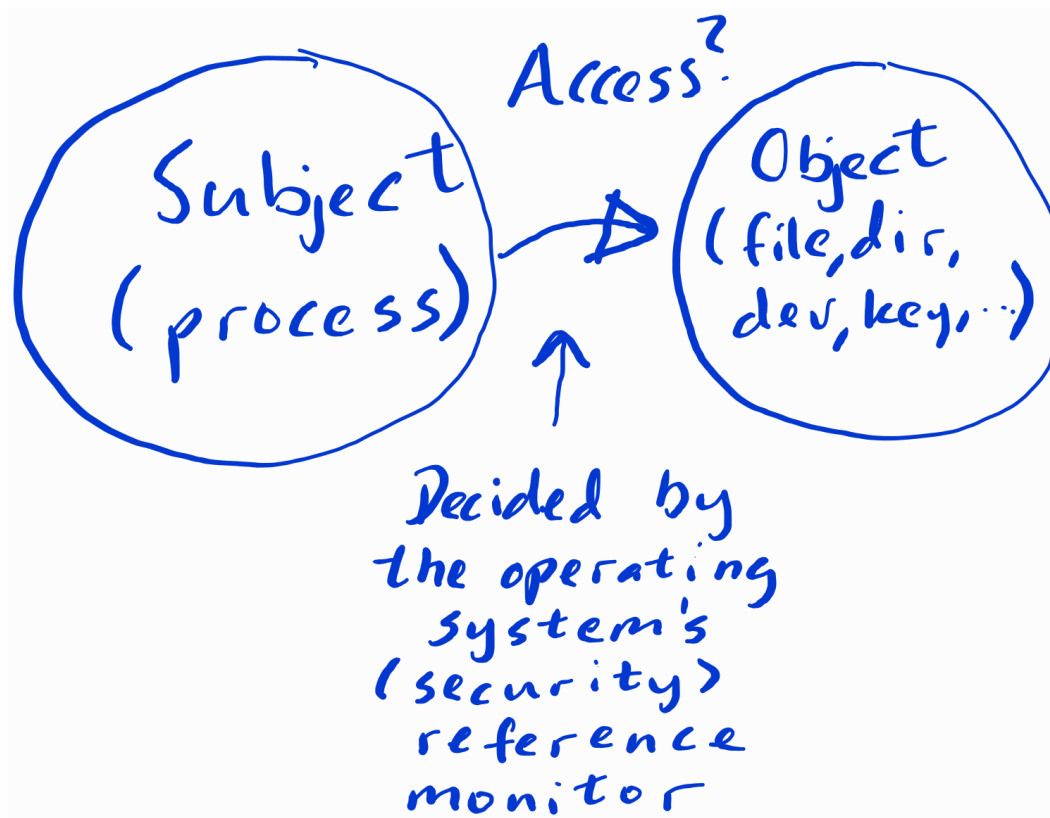 Access?
Subject
(process)
Object
(file, dir,
dev, key, ...)
Decided by
the operating
system's
(security)
reference
monitor